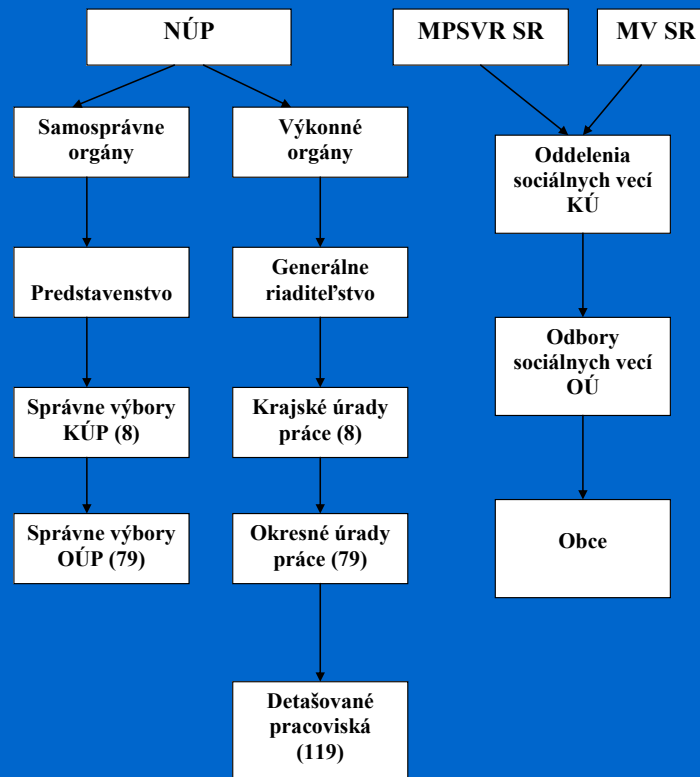 NÚP
MPSVR SR
MV SR
Samosprávne
orgány
Výkonné
orgány
Oddelenia
sociálnych vecí
KÚ
Predstavenstvo
Generálne
riaditeľstvo
Odbory
sociálnych vecí
OÚ
Správne výbory
KÚP (8)
Krajské úrady
práce (8)
Správne výbory
OÚP (79)
Okresné úrady
práce (79)
Obce
Detašované
pracoviská
(119)